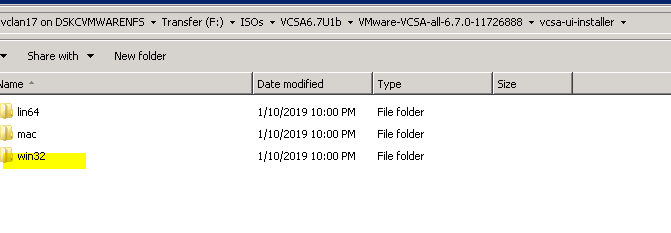 vclan17 on DSKCVMWARENFS ▾ Transfer (F:) ▾ ISOs ▾ VCSA6.7U1b ▾ VMware-VCSA-all-6.7.0-11726888 ▾ vcsa-ui-installer ▾
Share with ▾ New folder
Name Date modified Type Size
lin64 1/10/2019 10:00 PM File folder
mac 1/10/2019 10:00 PM File folder
win32 1/10/2019 10:00 PM File folder